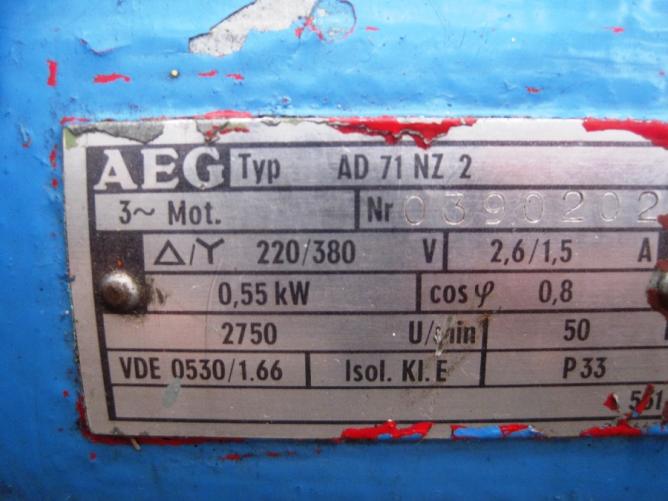 AEG Typ AD 71 NZ 2
3~ Mot. Nr 0390202
△/Y 220/380 V 2,6/1,5 A
0,55 kW cos φ 0,8
2750 U/min 50
VDE 0530/1.66 Isol. Kl. E P 33